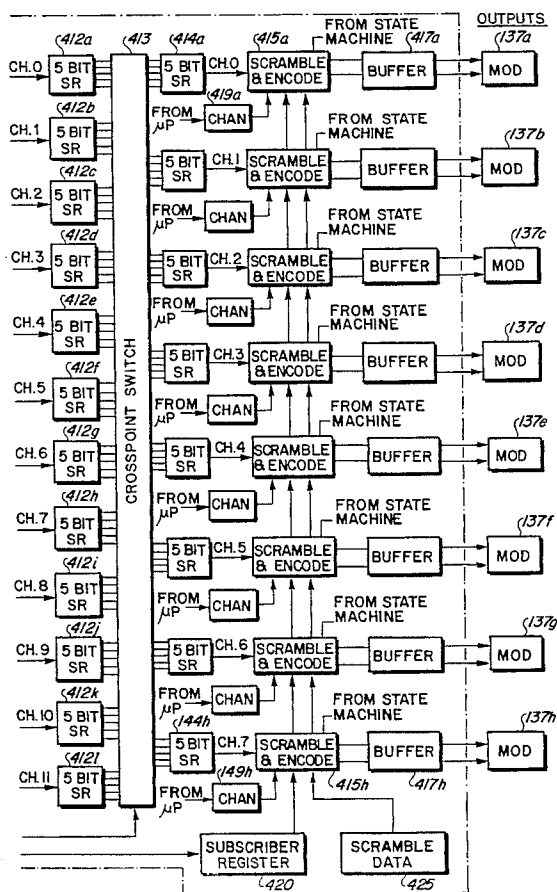 OUTPUTS
412a 413 414a 415a FROM STATE MACHINE 417a 137a
CH.0 5 BIT SR 5 BIT SR CH.0 SCRAMBLE & ENCODE BUFFER MOD
412b FROM μP 419a CHAN FROM STATE MACHINE 137b
CH.1 5 BIT SR 5 BIT SR CH.1 SCRAMBLE & ENCODE BUFFER MOD
412c FROM μP CHAN FROM STATE MACHINE 137c
CH.2 5 BIT SR
412d 5 BIT SR CH.2 SCRAMBLE & ENCODE BUFFER MOD
CH.3 5 BIT SR FROM μP CHAN FROM STATE MACHINE 137d
412e
CH.4 5 BIT SR 5 BIT SR CH.3 SCRAMBLE & ENCODE BUFFER MOD
CROSSPOINT SWITCH
412f FROM μP CHAN FROM STATE MACHINE 137e
CH.5 5 BIT SR
412g 5 BIT SR CH.4 SCRAMBLE & ENCODE BUFFER MOD
CH.6 5 BIT SR
412h FROM μP CHAN FROM STATE MACHINE 137f
CH.7 5 BIT SR
412i 5 BIT SR CH.5 SCRAMBLE & ENCODE BUFFER MOD
CH.8 5 BIT SR FROM μP CHAN FROM STATE MACHINE 137g
412j
CH.9 5 BIT SR 5 BIT SR CH.6 SCRAMBLE & ENCODE BUFFER MOD
412k FROM μP CHAN FROM STATE MACHINE 137h
CH.10 5 BIT SR 144h
5 BIT SR CH.7 SCRAMBLE & ENCODE BUFFER MOD
412l 149h 415h 417h
CH.11 5 BIT SR FROM μP CHAN
SUBSCRIBER REGISTER SCRAMBLE DATA
420 425